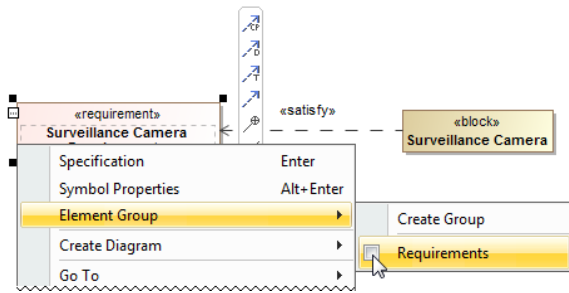 CP
D
T
«requirement»
Surveillance Camera
«satisfy»
«block»
Surveillance Camera
Specification Enter
Symbol Properties Alt+Enter
Element Group
Create Group
Create Diagram
Requirements
Go To